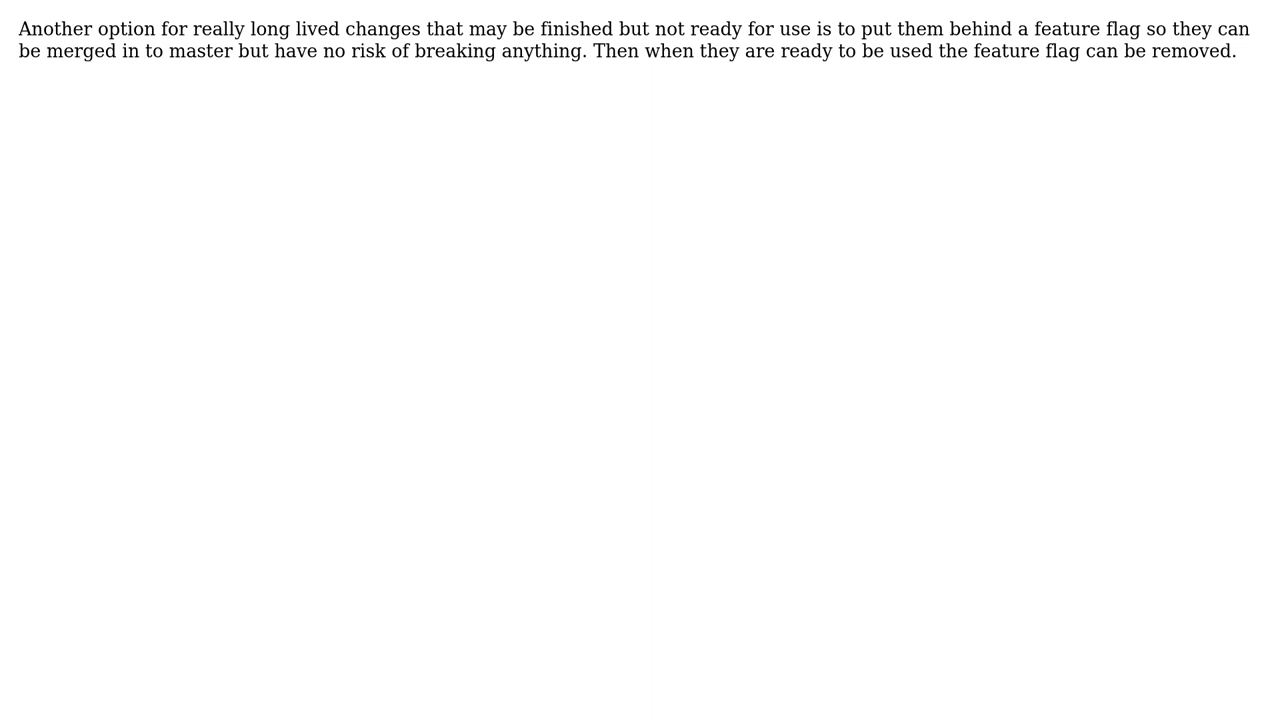 Another option for really long lived changes that may be finished but not ready for use is to put them behind a feature flag so they can
be merged in to master but have no risk of breaking anything. Then when they are ready to be used the feature flag can be removed.